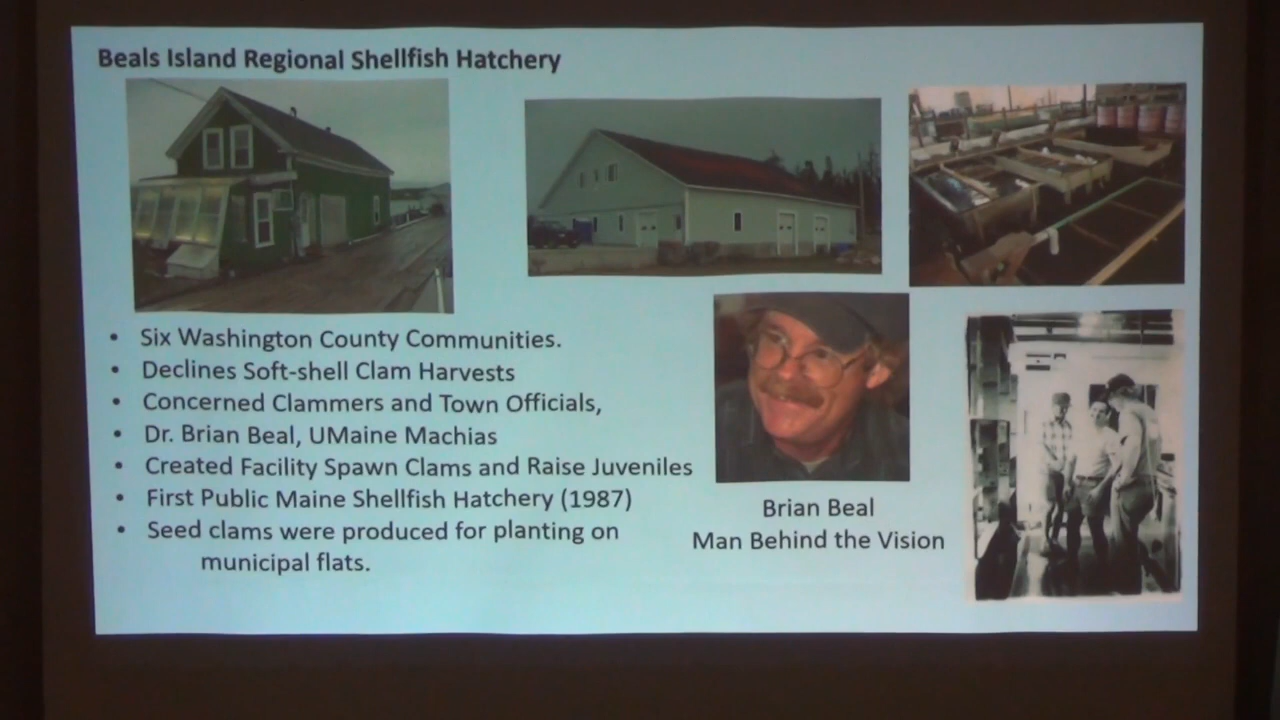 Beals Island Regional Shellfish Hatchery
• Six Washington County Communities.
• Declines Soft-shell Clam Harvests
• Concerned Clammers and Town Officials,
• Dr. Brian Beal, UMaine Machias
• Created Facility Spawn Clams and Raise Juveniles
• First Public Maine Shellfish Hatchery (1987)
• Seed clams were produced for planting on
municipal flats.
Brian Beal
Man Behind the Vision